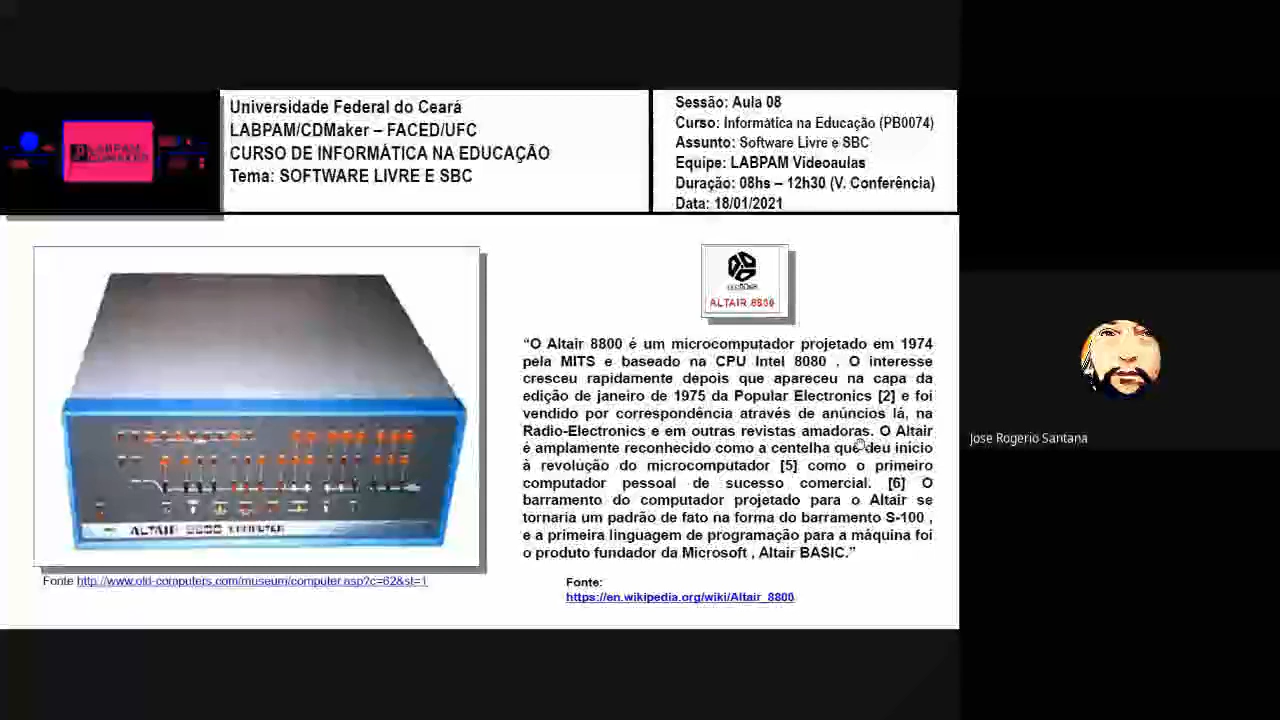 Universidade Federal do Ceará
LABPAM/CDMaker – FACED/UFC
CURSO DE INFORMÁTICA NA EDUCAÇÃO
Tema: SOFTWARE LIVRE E SBC
Sessão: Aula 08
Curso: Informática na Educação (PB0074)
Assunto: Software Livre e SBC
Equipe: LABPAM Videoaulas
Duração: 08hs – 12h30 (V. Conferência)
Data: 18/01/2021
LABPAM
CDMAKER
ALTAIR 8800 COMPUTER
Fonte http://www.old-computers.com/museum/computer.asp?c=62&st=1
ALTAIR 8800
“O Altair 8800 é um microcomputador projetado em 1974
pela MITS e baseado na CPU Intel 8080 . O interesse
cresceu rapidamente depois que apareceu na capa da
edição de janeiro de 1975 da Popular Electronics [2] e foi
vendido por correspondência através de anúncios lá, na
Radio-Electronics e em outras revistas amadoras. O Altair
é amplamente reconhecido como a centelha que deu início
à revolução do microcomputador [5] como o primeiro
computador pessoal de sucesso comercial. [6] O
barramento do computador projetado para o Altair se
tornaria um padrão de fato na forma do barramento S-100 ,
e a primeira linguagem de programação para a máquina foi
o produto fundador da Microsoft , Altair BASIC.”
Fonte:
https://en.wikipedia.org/wiki/Altair_8800
Jose Rogerio Santana